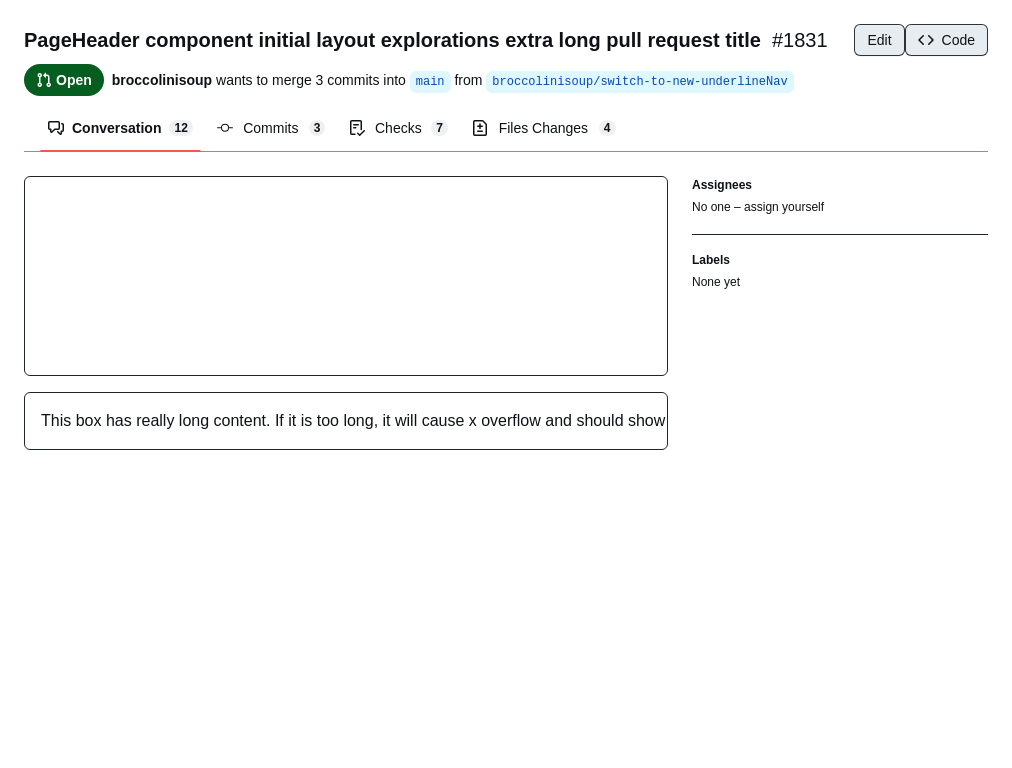 PageHeader component initial layout explorations extra long pull request title #1831
Edit
Code
Open
broccolinisoup wants to merge 3 commits into main from broccolinisoup/switch-to-new-underlineNav
Conversation 12
Commits 3
Checks 7
Files Changes 4
Assignees
No one – assign yourself
Labels
None yet
This box has really long content. If it is too long, it will cause x overflow and should show